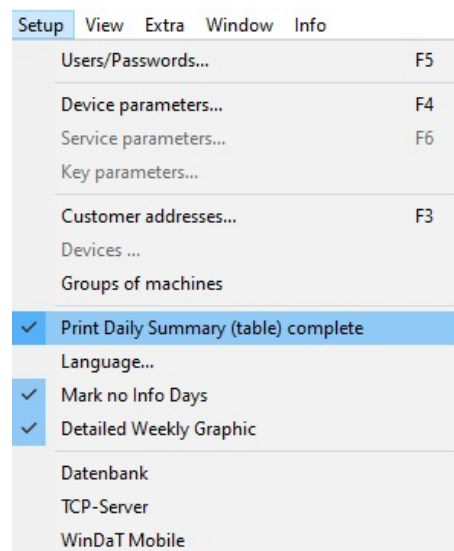 Setup View Extra Window Info
Users/Passwords... F5
Device parameters... F4
Service parameters... F6
Key parameters...
Customer addresses... F3
Devices ...
Groups of machines
Print Daily Summary (table) complete
Language...
Mark no Info Days
Detailed Weekly Graphic
Datenbank
TCP-Server
WinDaT Mobile